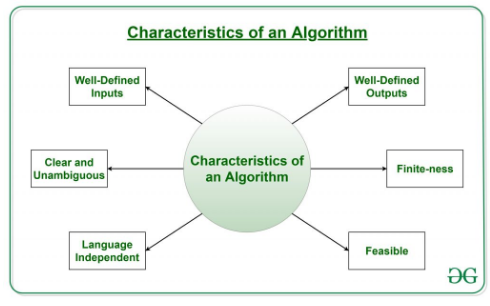 Characteristics of an Algorithm
Well-Defined
Inputs
Well-Defined
Outputs
Clear and
Unambiguous
Characteristics of
an Algorithm
Finite-ness
Language
Independent
Feasible